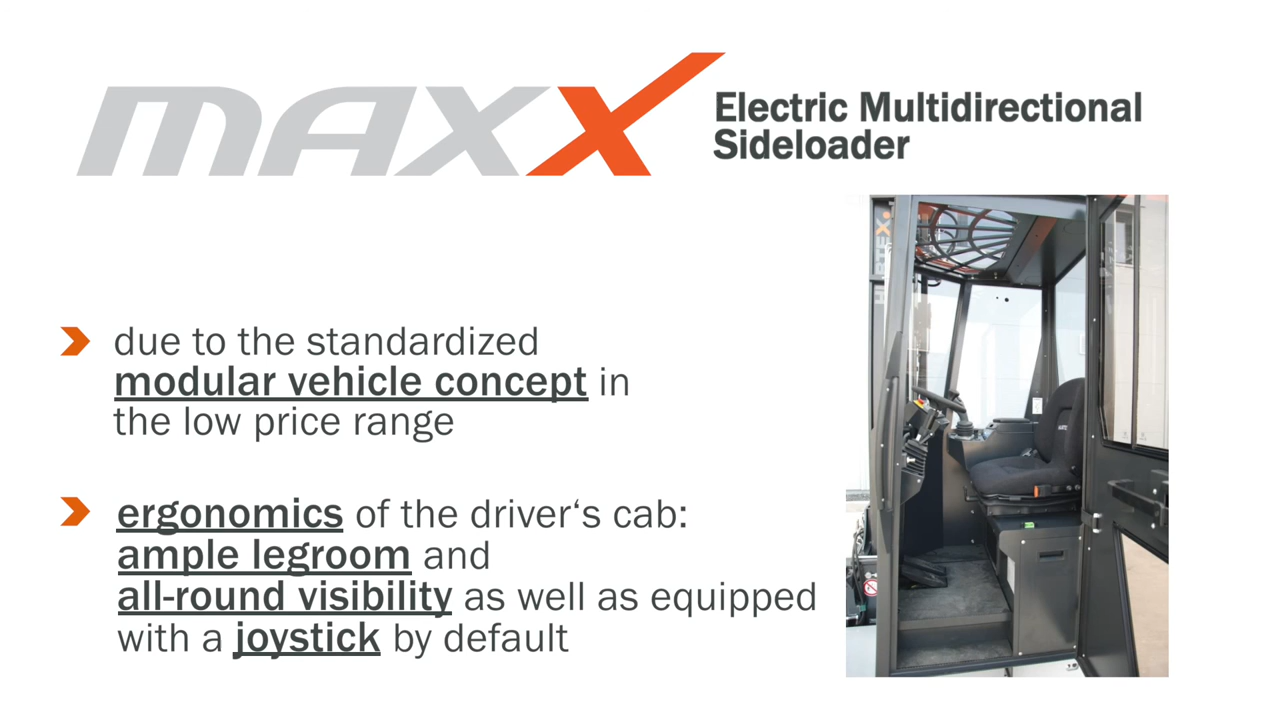 maxx
Electric Multidirectional
Sideloader
due to the standardized
modular vehicle concept in
the low price range
ergonomics of the driver‘s cab:
ample legroom and
all-round visibility as well as equipped
with a joystick by default